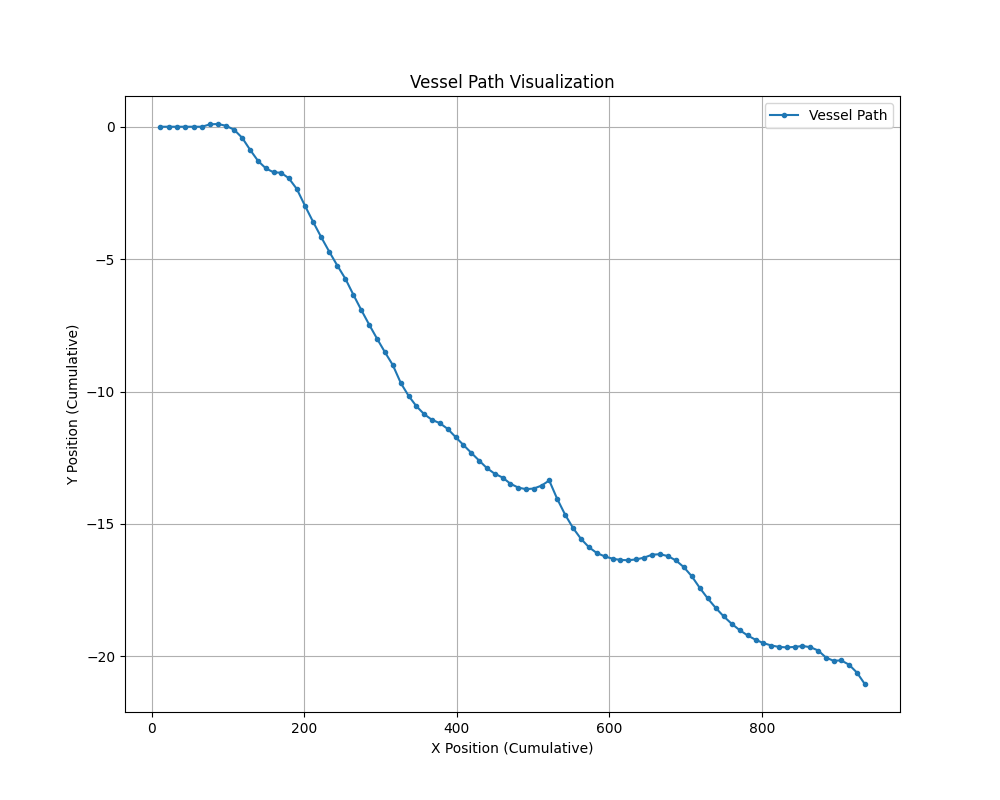 Vessel Path Visualization
Vessel Path
0
−5
−10
−15
−20
Y Position (Cumulative)
0 200 400 600 800
X Position (Cumulative)